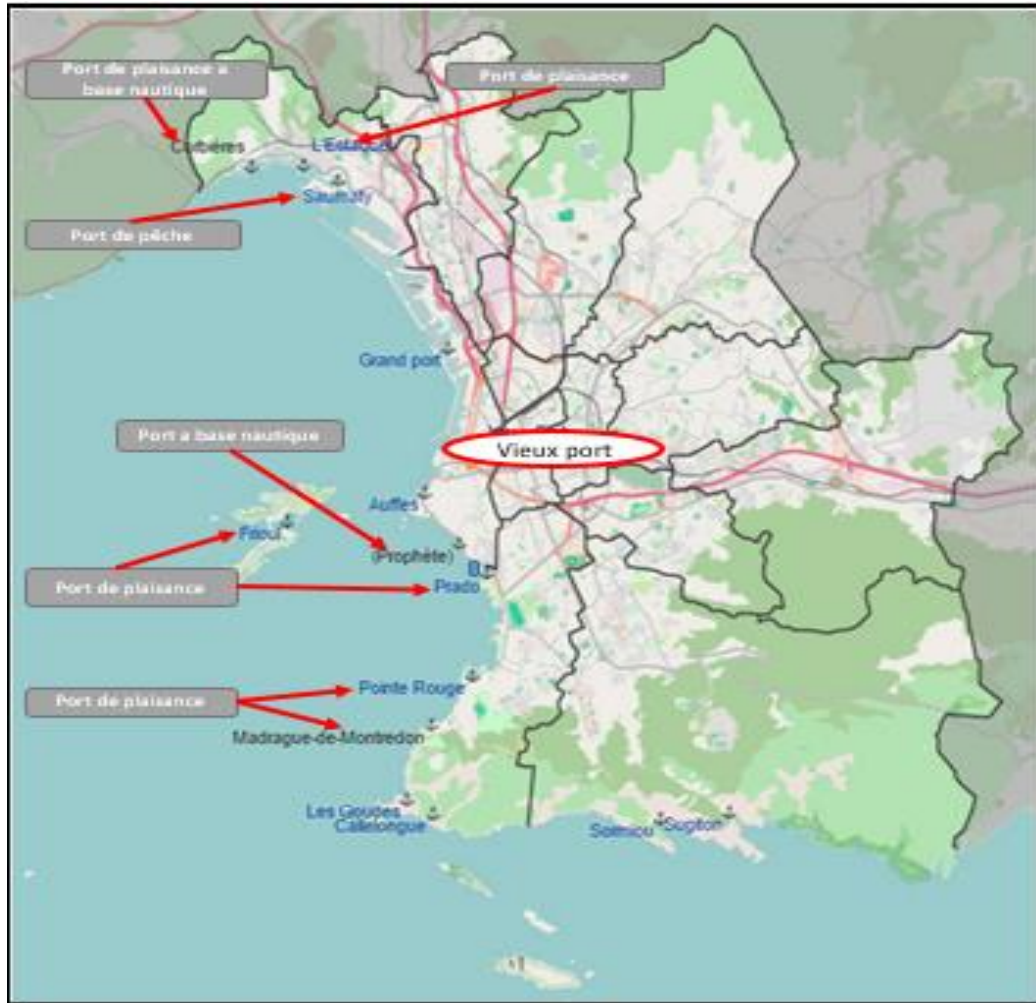 Port de plaisance a
base nautique
Port de plaisance
Corbières
L'Estaque
Saumaty
Port de pêche
Grand port
Port a base nautique
Vieux port
Auffes
Frioul
(Prophète)
Port de plaisance
Prado
Port de plaisance
Pointe Rouge
Madrague-de-Montredon
Les Goudes
Callelongue
Sormiou
Sugiton